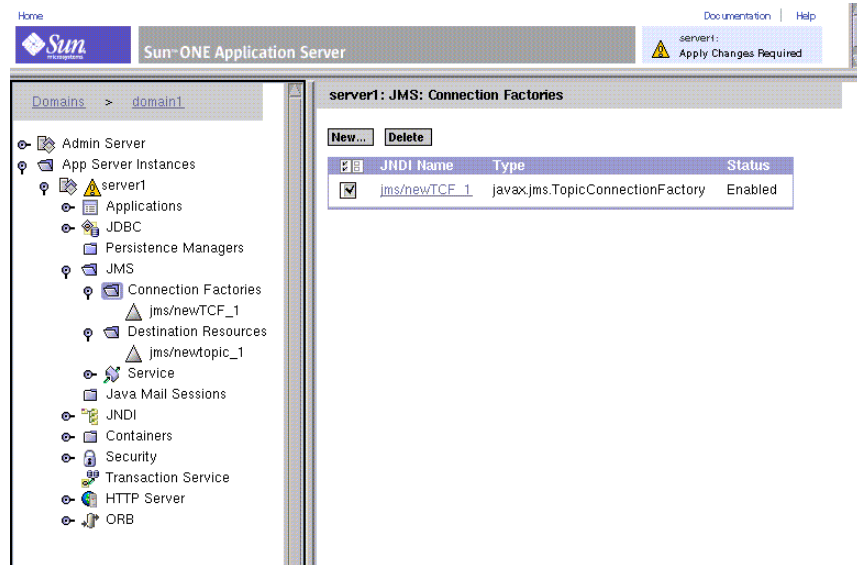 Home
Documentation | Help
Sun
microsystems
Sun ONE Application Server
server1:
Apply Changes Required
Domains > domain1
server1: JMS: Connection Factories
New... Delete
JNDI Name Type Status
jms/newTCF_1 javax.jms.TopicConnectionFactory Enabled
Admin Server
App Server Instances
server1
Applications
JDBC
Persistence Managers
JMS
Connection Factories
jms/newTCF_1
Destination Resources
jms/newtopic_1
Service
Java Mail Sessions
JNDI
Containers
Security
Transaction Service
HTTP Server
ORB